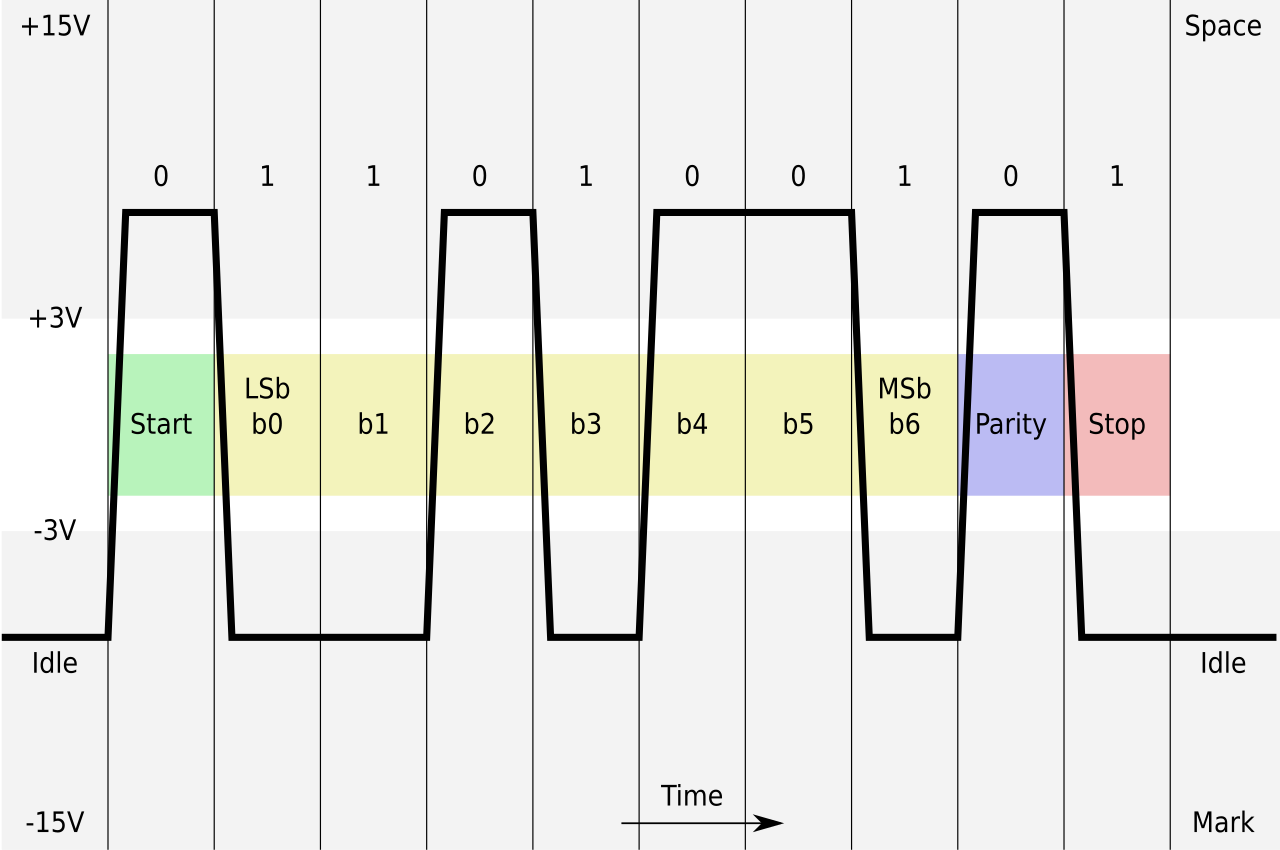 +15V Space
0 1 1 0 1 0 0 1 0 1
+3V
LSb MSb
Start b0 b1 b2 b3 b4 b5 b6 Parity Stop
-3V
Idle Idle
Time
-15V Mark